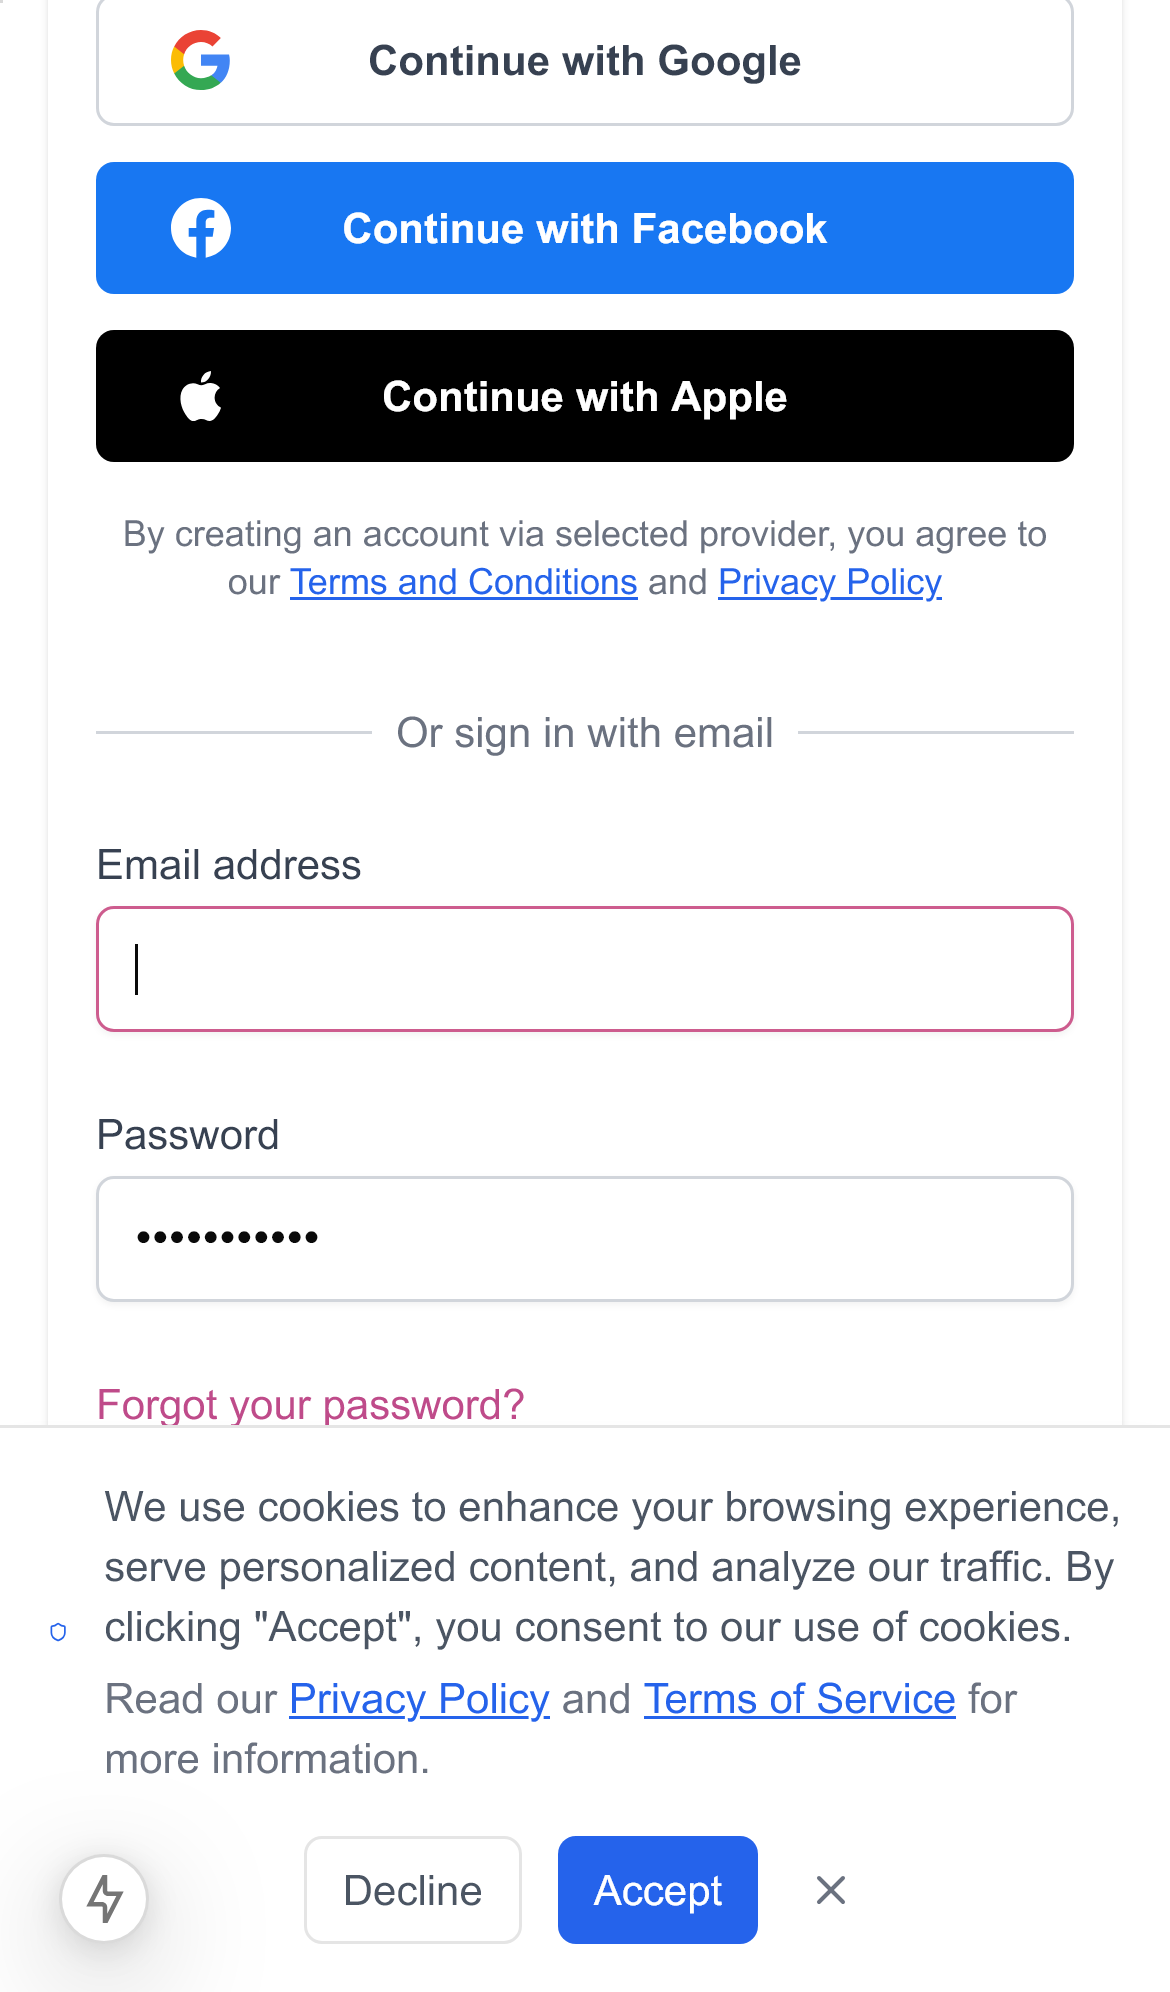 Continue with Google
Continue with Facebook
Continue with Apple
By creating an account via selected provider, you agree to
our Terms and Conditions and Privacy Policy
Or sign in with email
Email address
Password
•••••••••••
Forgot your password?
We use cookies to enhance your browsing experience,
serve personalized content, and analyze our traffic. By
clicking "Accept", you consent to our use of cookies.
Read our Privacy Policy and Terms of Service for
more information.
Decline
Accept